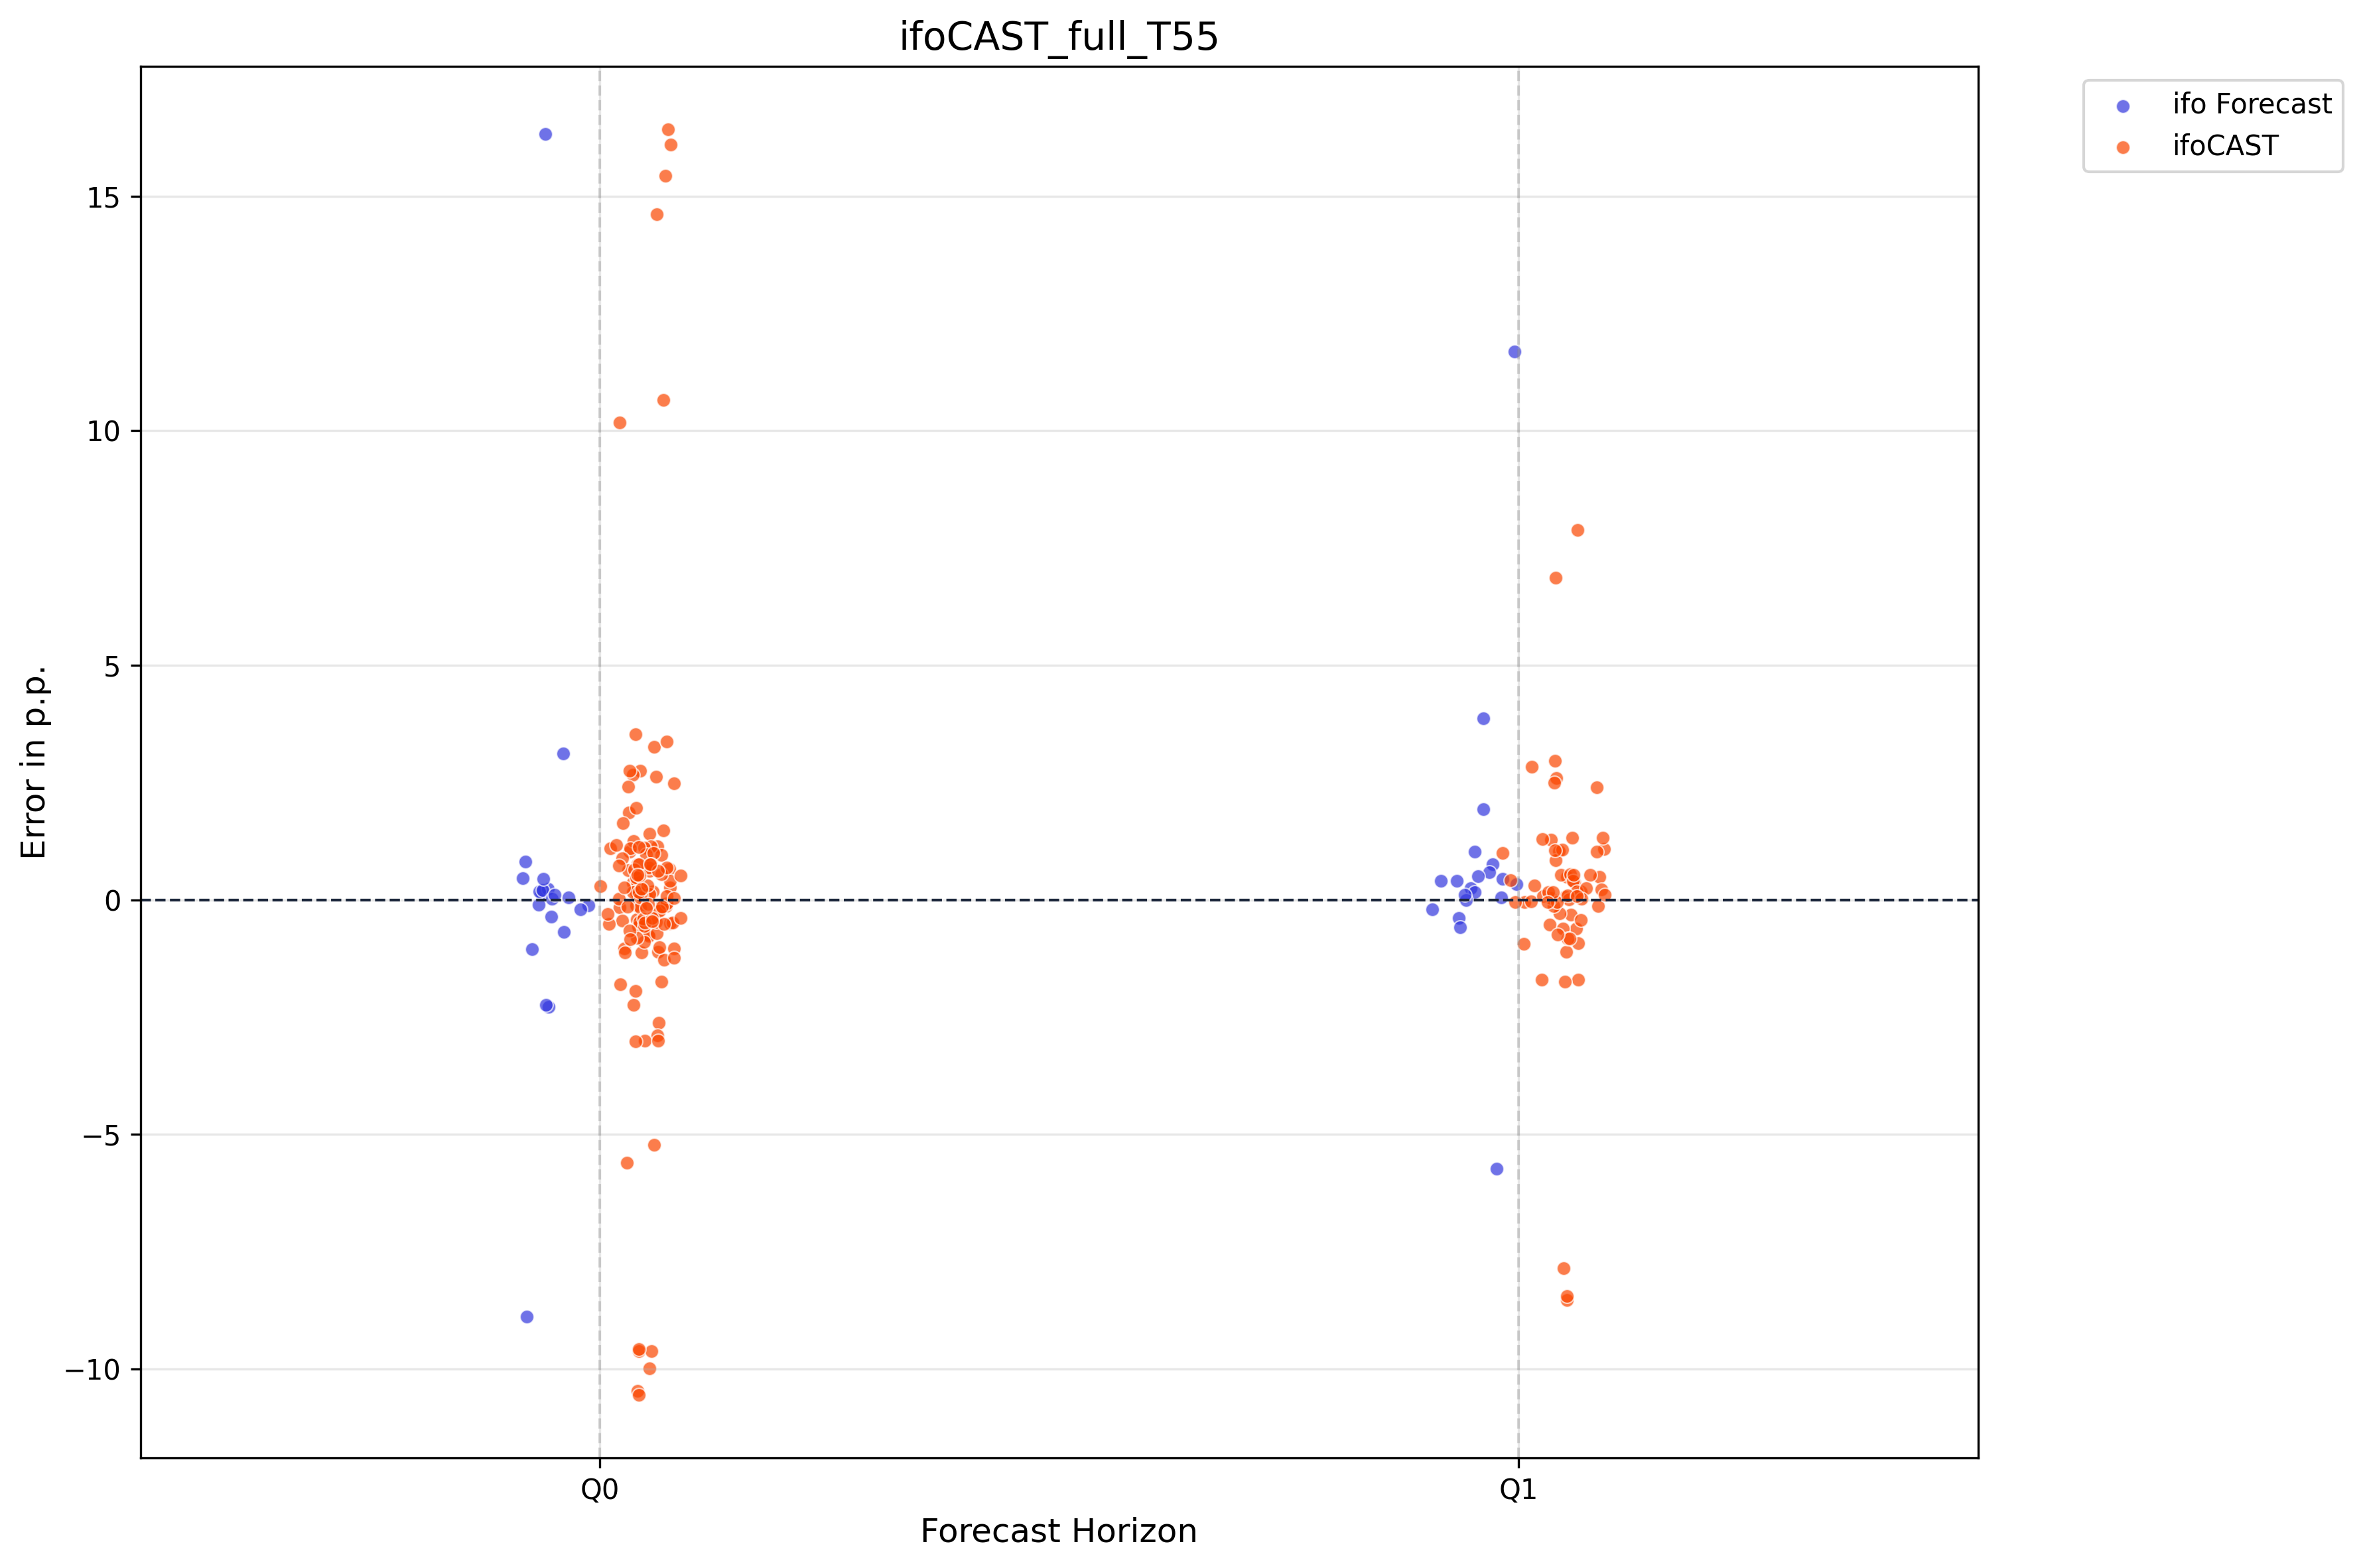 ifoCAST_full_T55
ifo Forecast
ifoCAST
15
10
5
0
−5
−10
Error in p.p.
Q0
Q1
Forecast Horizon